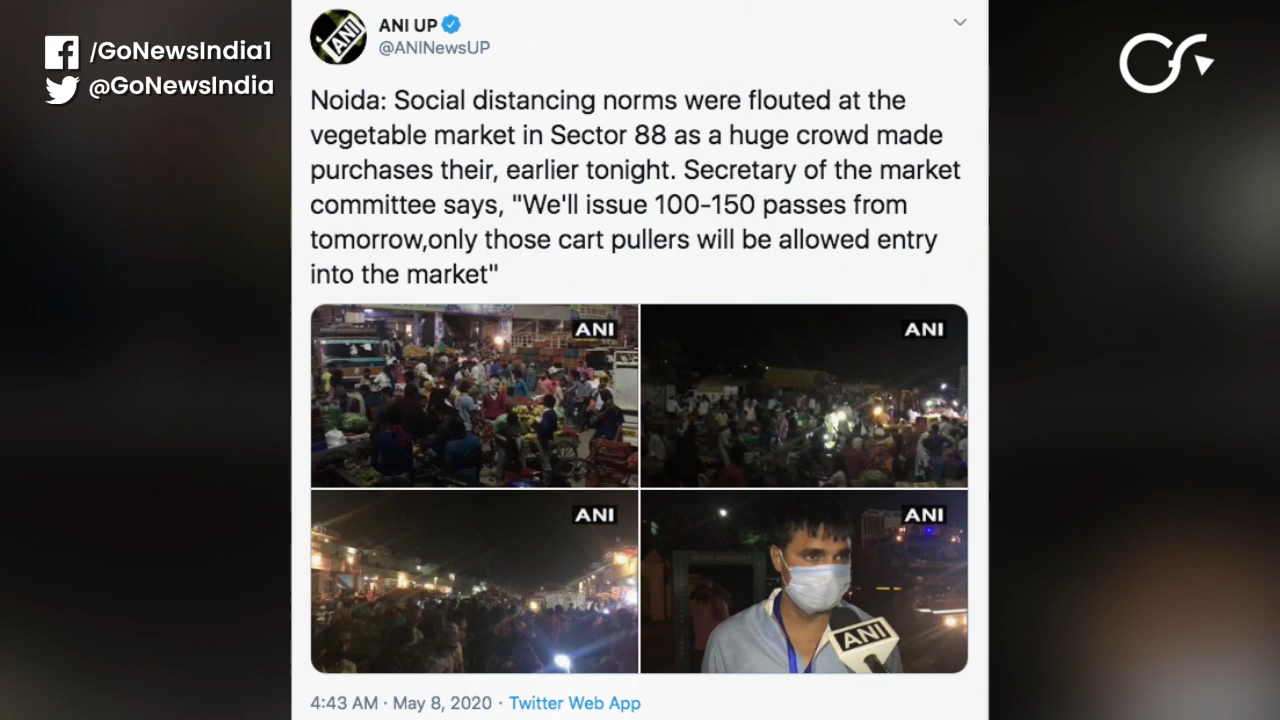 /GoNewsIndia1
@GoNewsIndia
ANI
ANI UP
@ANINewsUP
Noida: Social distancing norms were flouted at the
vegetable market in Sector 88 as a huge crowd made
purchases their, earlier tonight. Secretary of the market
committee says, "We'll issue 100-150 passes from
tomorrow,only those cart pullers will be allowed entry
into the market"
ANI
ANI
ANI
ANI
ANI
4:43 AM · May 8, 2020 · Twitter Web App